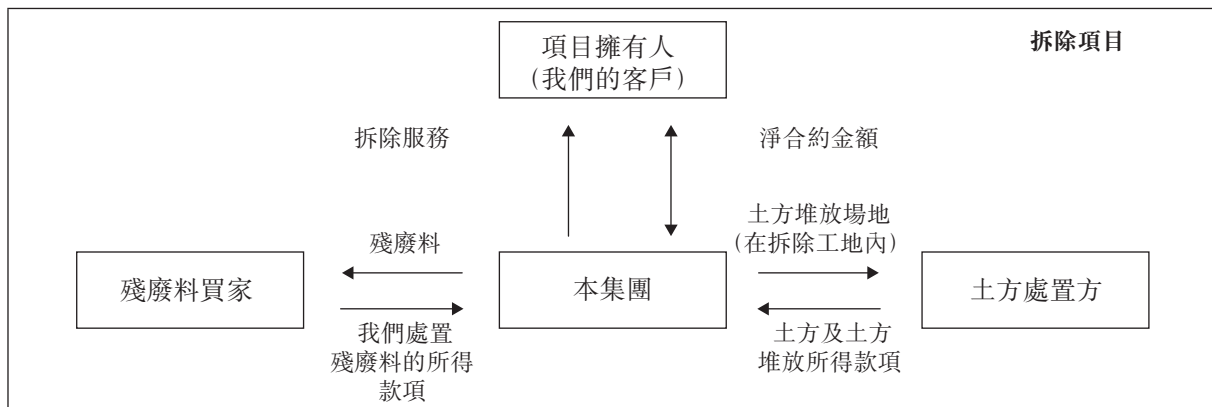 拆除項目
項目擁有人
(我們的客戶)
拆除服務
淨合約金額
殘廢料
土方堆放場地
(在拆除工地內)
殘廢料買家
本集團
土方處置方
我們處置
殘廢料的所得
款項
土方及土方
堆放所得款項